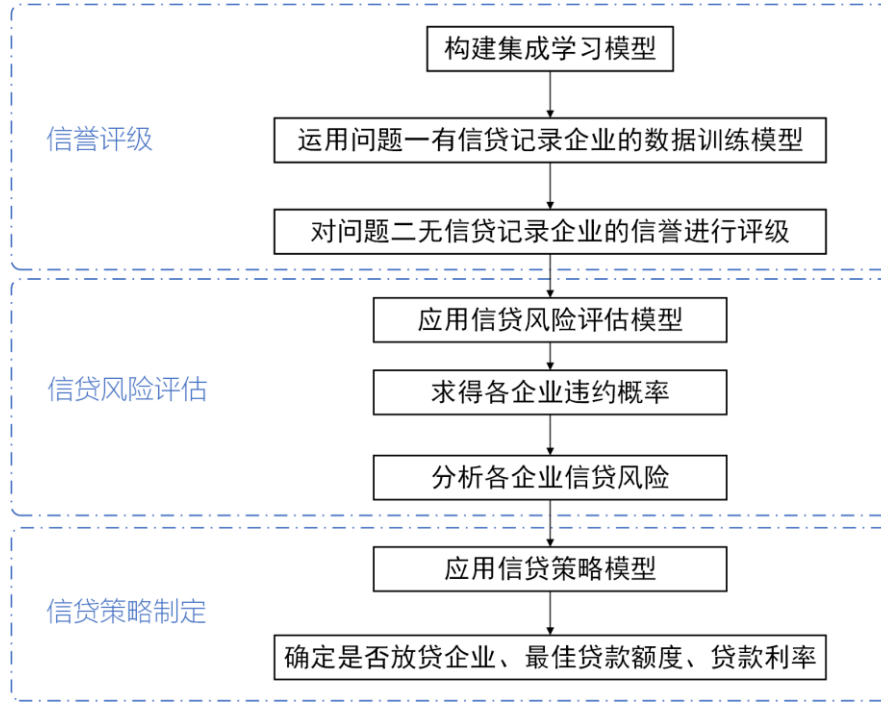 构建集成学习模型
信誉评级
运用问题一有信贷记录企业的数据训练模型
对问题二无信贷记录企业的信誉进行评级
应用信贷风险评估模型
信贷风险评估
求得各企业违约概率
分析各企业信贷风险
应用信贷策略模型
信贷策略制定
确定是否放贷企业、最佳贷款额度、贷款利率